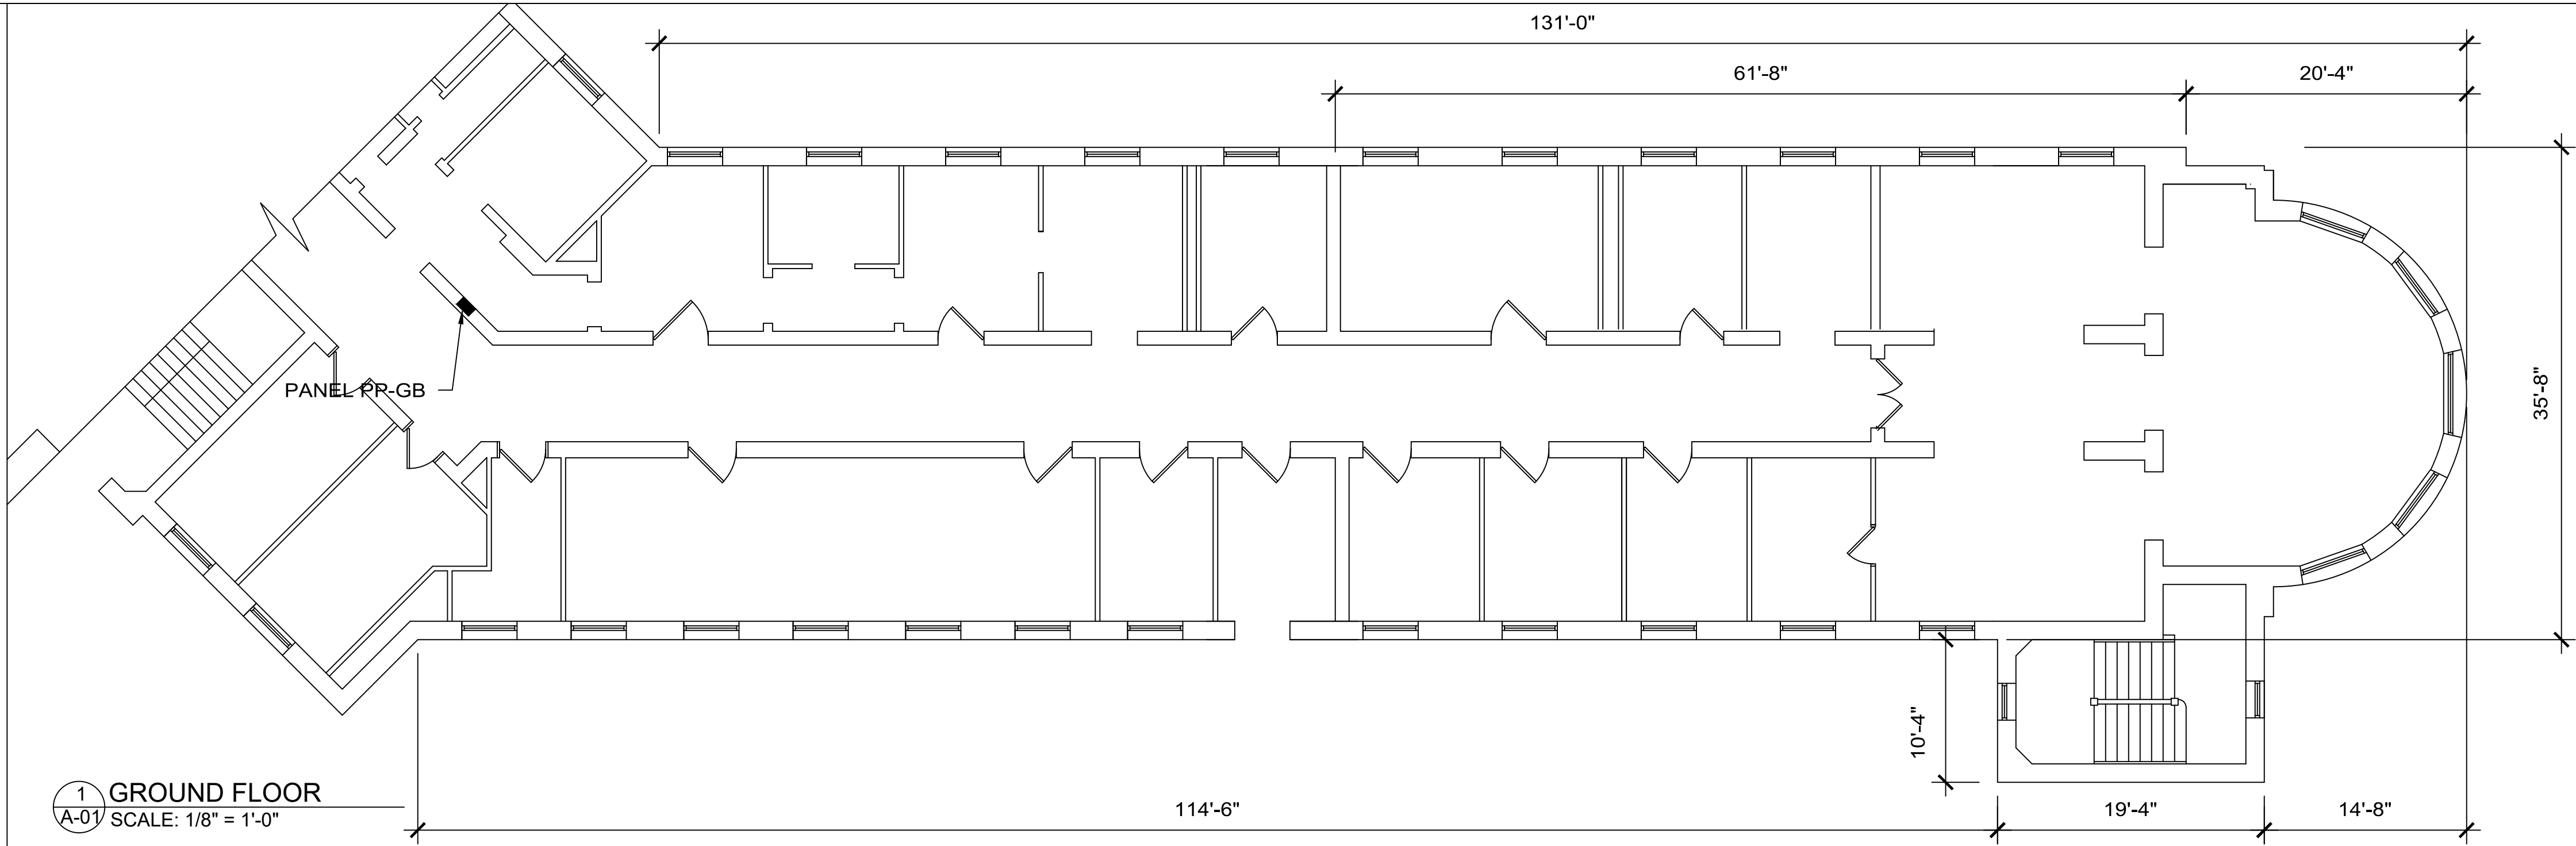 131'-0"
61'-8"
20'-4"
35'-8"
PANEL PP-GB
10'-4"
1
A-01
GROUND FLOOR
SCALE: 1/8" = 1'-0"
114'-6"
19'-4"
14'-8"